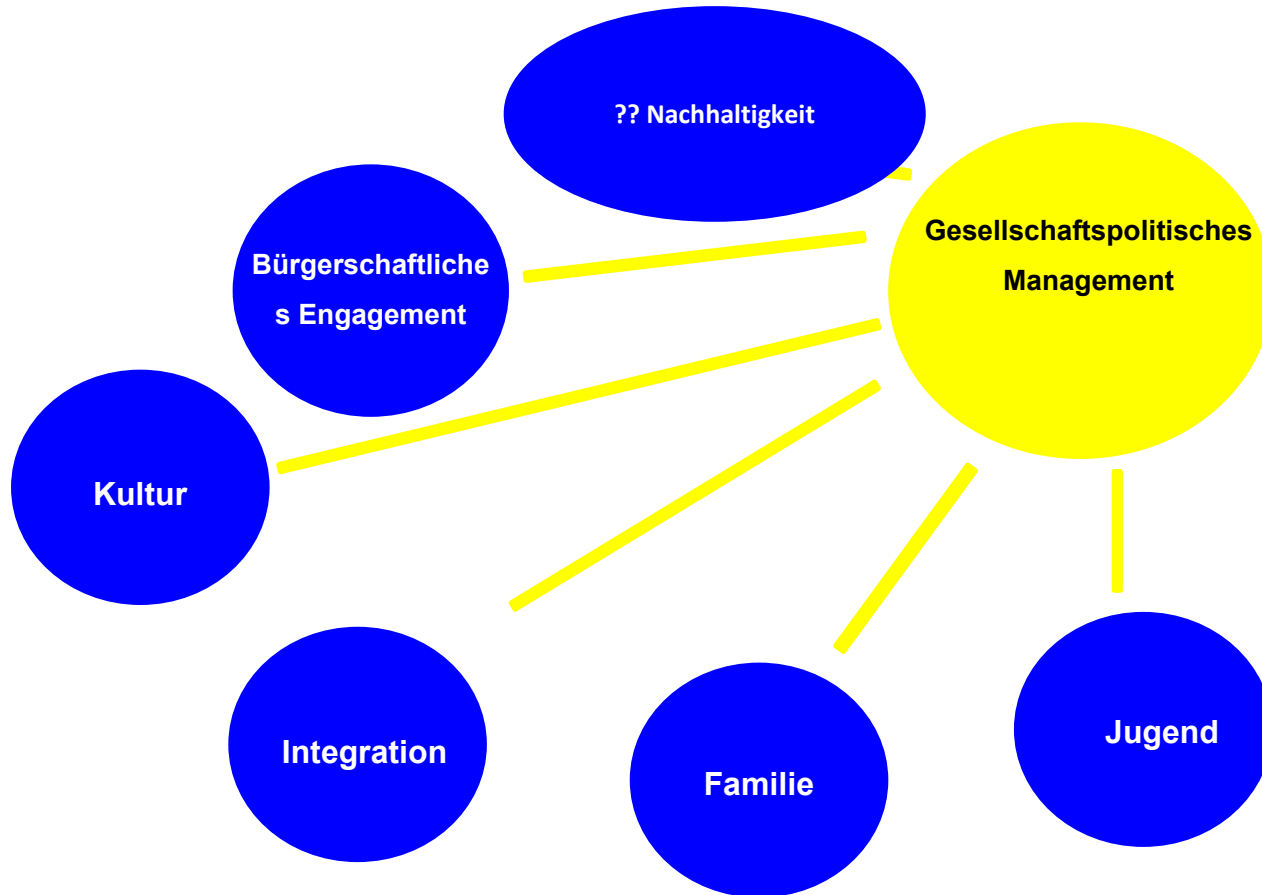 ?? Nachhaltigkeit
Gesellschaftspolitisches
Management
Bürgerschaftliche
s Engagement
Kultur
Integration
Familie
Jugend